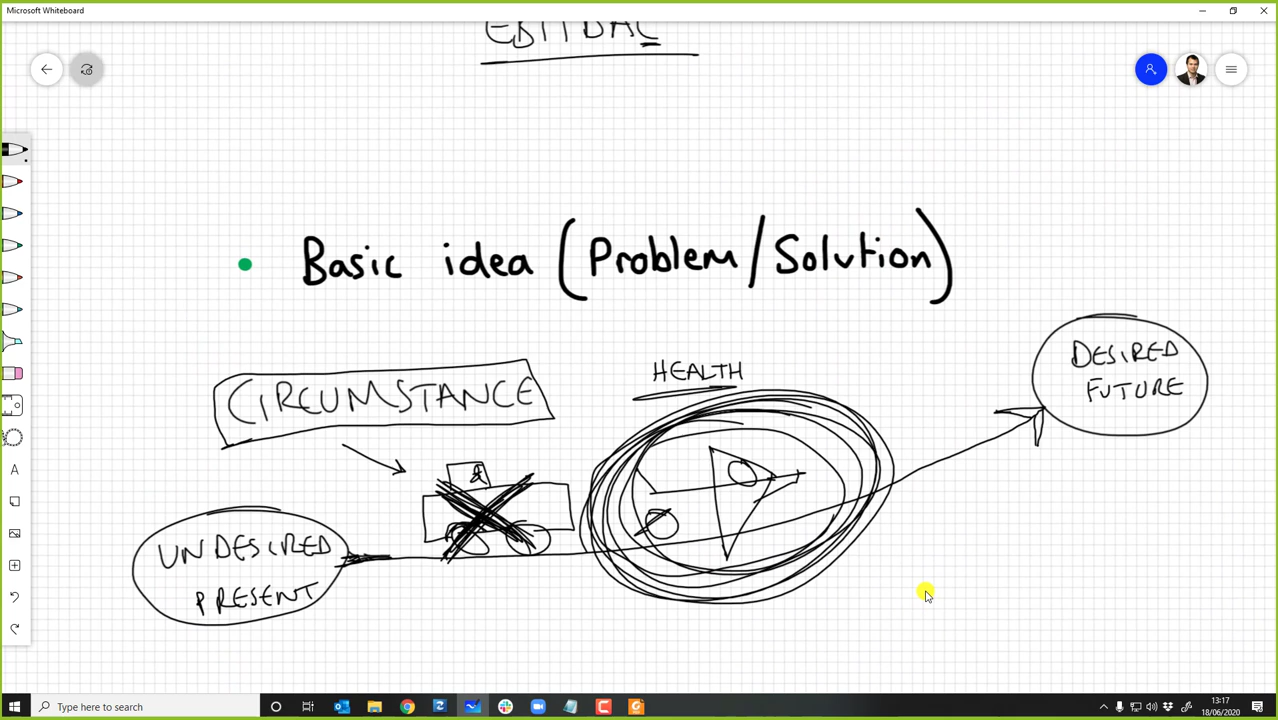 Microsoft Whiteboard
EBITDAC
• Basic idea (Problem/Solution)
HEALTH
DESIRED
FUTURE
CIRCUMSTANCE
UNDESIRED
PRESENT
A
Type here to search
13:17
18/06/2020